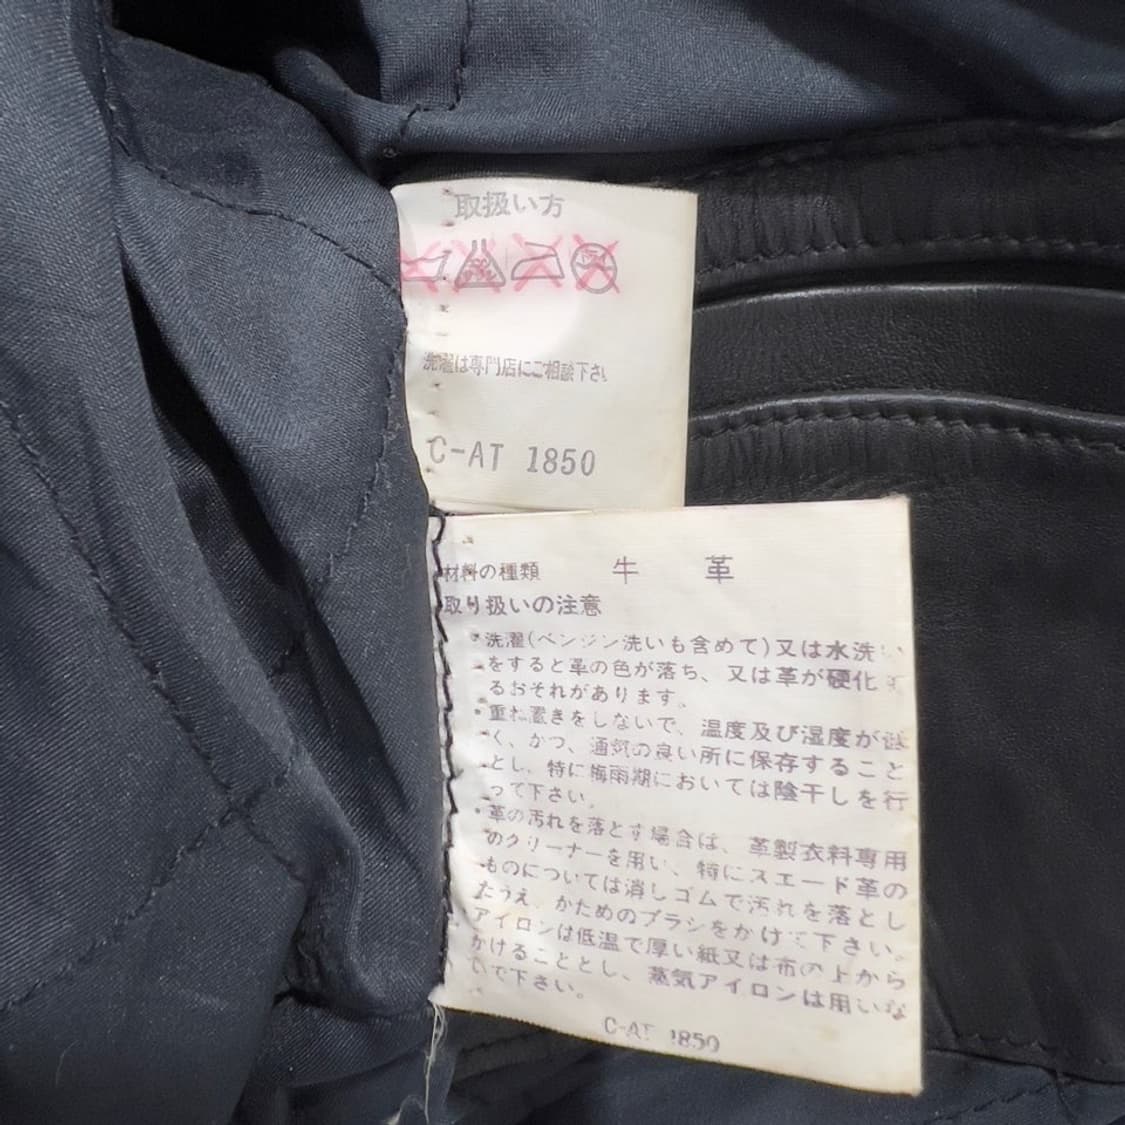 取扱い方
洗濯は専門店にご相談下さい
C-AT 1850
材料の種類 牛 革
取り扱いの注意
・洗濯(ベンジン洗いも含めて)又は水洗い
をすると革の色が落ち、又は革が硬化す
るおそれがあります。
・重ね置きをしないで、温度及び湿度が低
く、かつ、通気の良い所に保存すること
とし、特に梅雨期においては陰干しを行
って下さい。
・革の汚れを落とす場合は、革製衣料専用
のクリーナーを用い、特にスエード革の
ものについては消しゴムで汚れを落とし
たうえ、かためのブラシをかけて下さい。
アイロンは低温で厚い紙又は布の上から
かけることとし、蒸気アイロンは用いな
いで下さい。
C-AT 1850